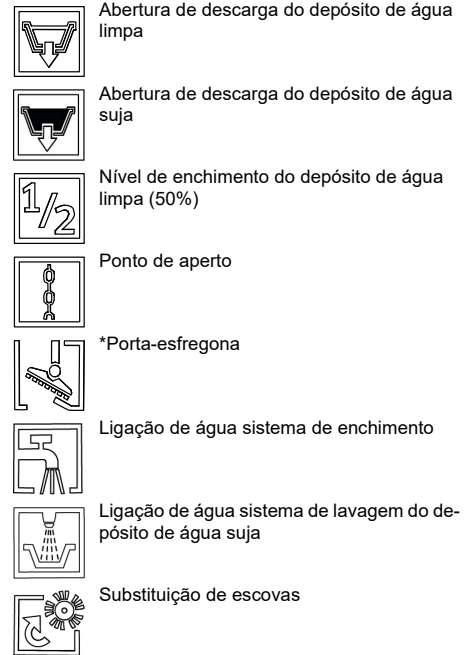 Abertura de descarga do depósito de água
limpa
Abertura de descarga do depósito de água
suja
1/2
Nível de enchimento do depósito de água
limpa (50%)
Ponto de aperto
*Porta-esfregona
Ligação de água sistema de enchimento
Ligação de água sistema de lavagem do de-
pósito de água suja
Substituição de escovas